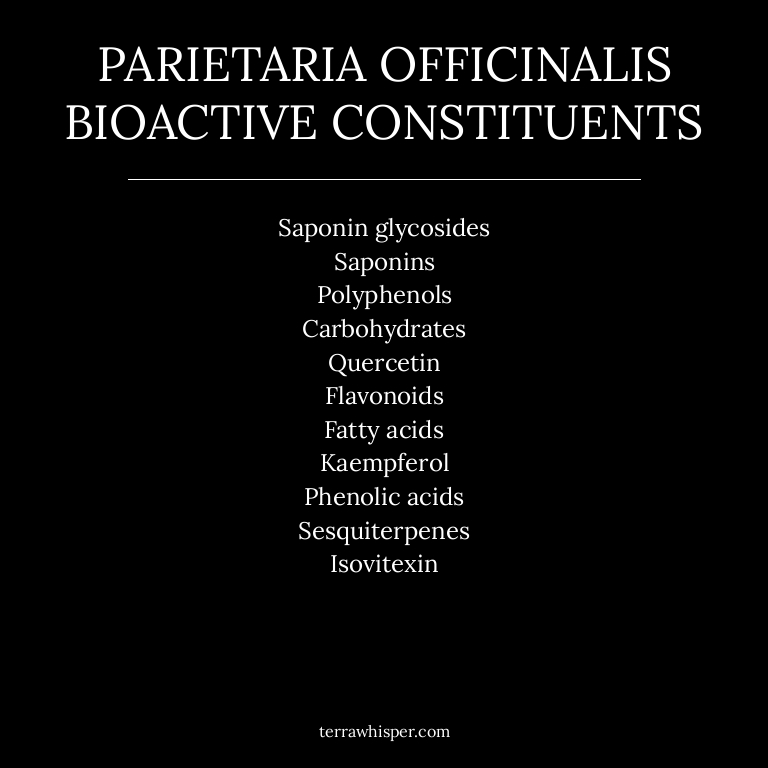 PARIETARIA OFFICINALIS
BIOACTIVE CONSTITUENTS
Saponin glycosides
Saponins
Polyphenols
Carbohydrates
Quercetin
Flavonoids
Fatty acids
Kaempferol
Phenolic acids
Sesquiterpenes
Isovitexin
terrawhisper.com